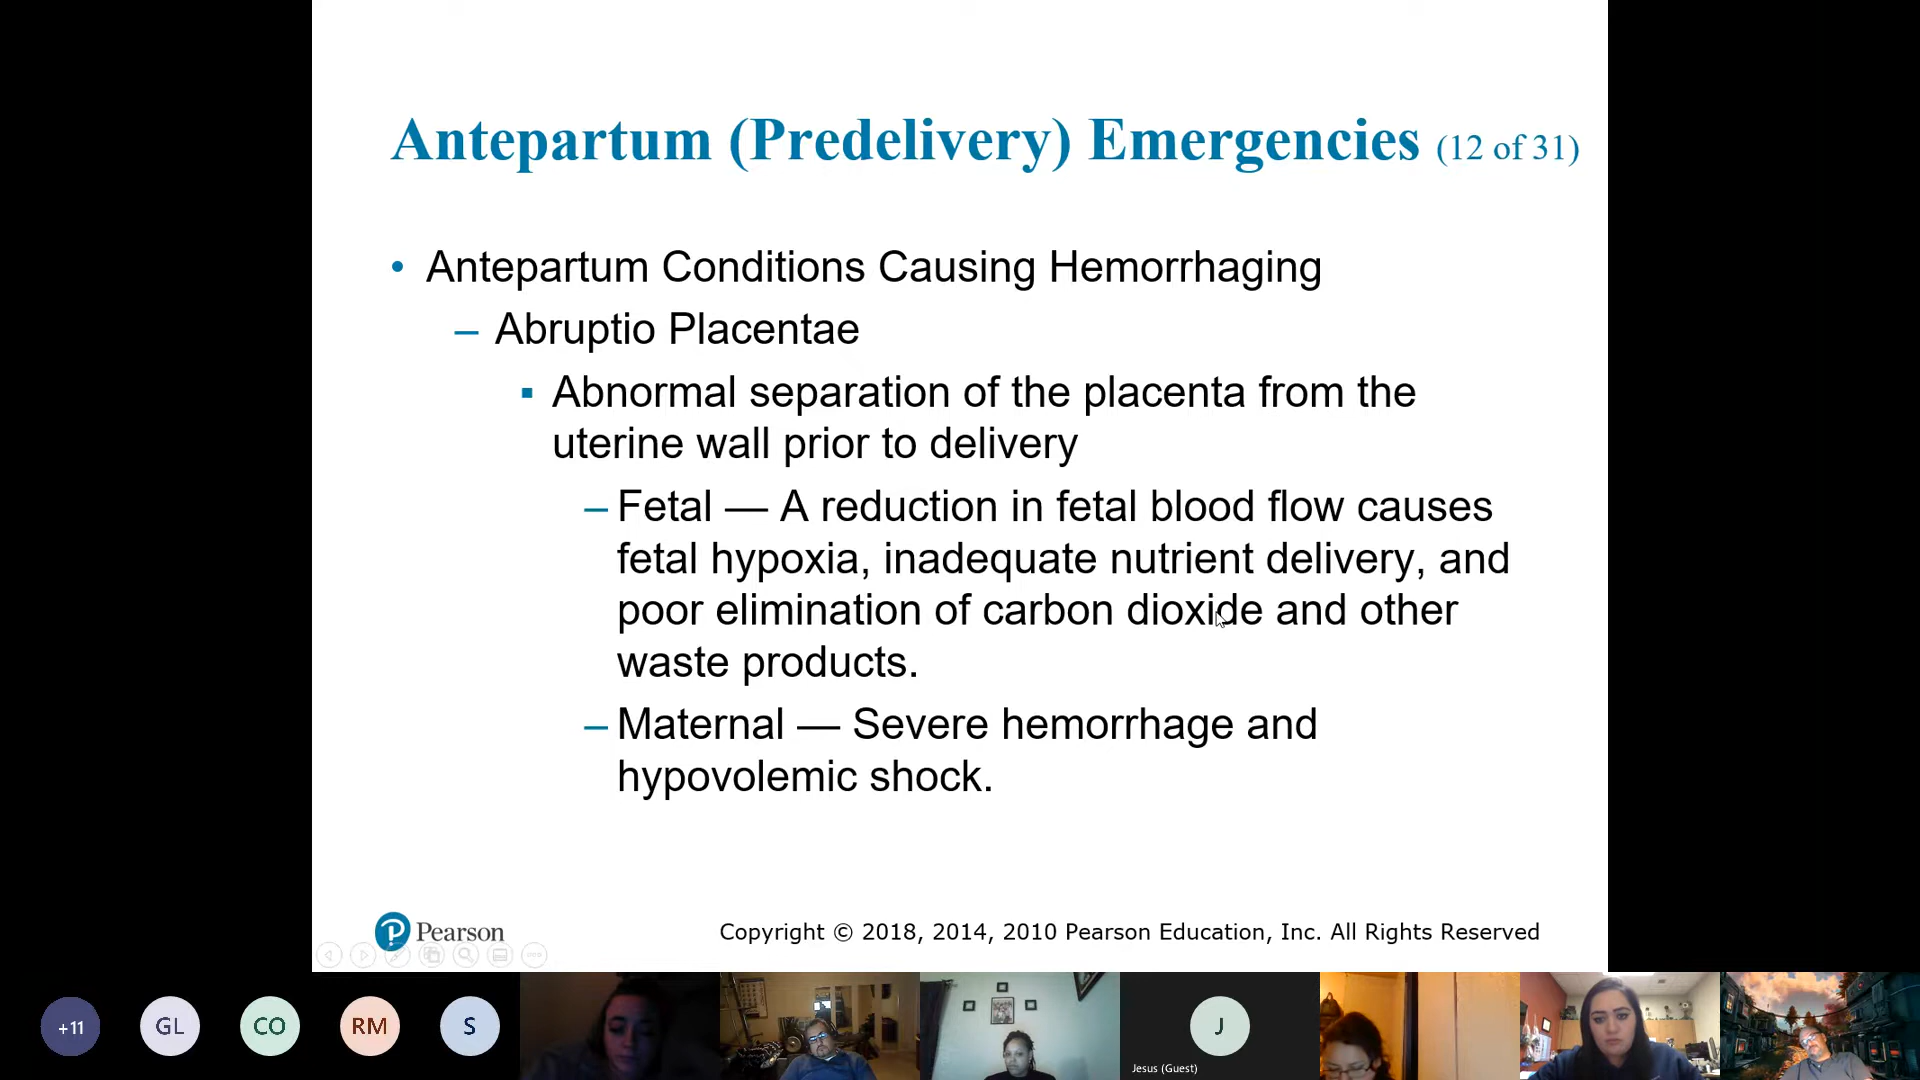 Antepartum (Predelivery) Emergencies (12 of 31)
• Antepartum Conditions Causing Hemorrhaging
– Abruptio Placentae
▪ Abnormal separation of the placenta from the
uterine wall prior to delivery
– Fetal — A reduction in fetal blood flow causes
fetal hypoxia, inadequate nutrient delivery, and
poor elimination of carbon dioxide and other
waste products.
– Maternal — Severe hemorrhage and
hypovolemic shock.
Pearson
Copyright © 2018, 2014, 2010 Pearson Education, Inc. All Rights Reserved
+11
GL
CO
RM
S
J
Jesus (Guest)